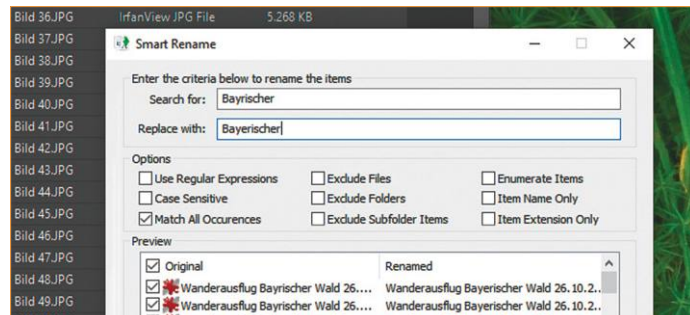 Bild 36.JPG IrfanView JPG File 5.268 KB
Bild 37.JPG
Smart Rename
Bild 38.JPG
Bild 39.JPG
Enter the criteria below to rename the items
Bild 40.JPG
Search for: Bayrischer
Bild 41.JPG
Replace with: Bayerischer
Bild 42.JPG
Options
Bild 43.JPG
Use Regular Expressions Exclude Files Enumerate Items
Bild 44.JPG
Case Sensitive Exclude Folders Item Name Only
Bild 45.JPG
Match All Occurences Exclude Subfolder Items Item Extension Only
Bild 46.JPG
Preview
Bild 47.JPG
Original Renamed
Bild 48.JPG
Wanderausflug Bayrischer Wald 26.... Wanderausflug Bayerischer Wald 26.10.2...
Bild 49.JPG
Wanderausflug Bayrischer Wald 26.... Wanderausflug Bayerischer Wald 26.10.2...